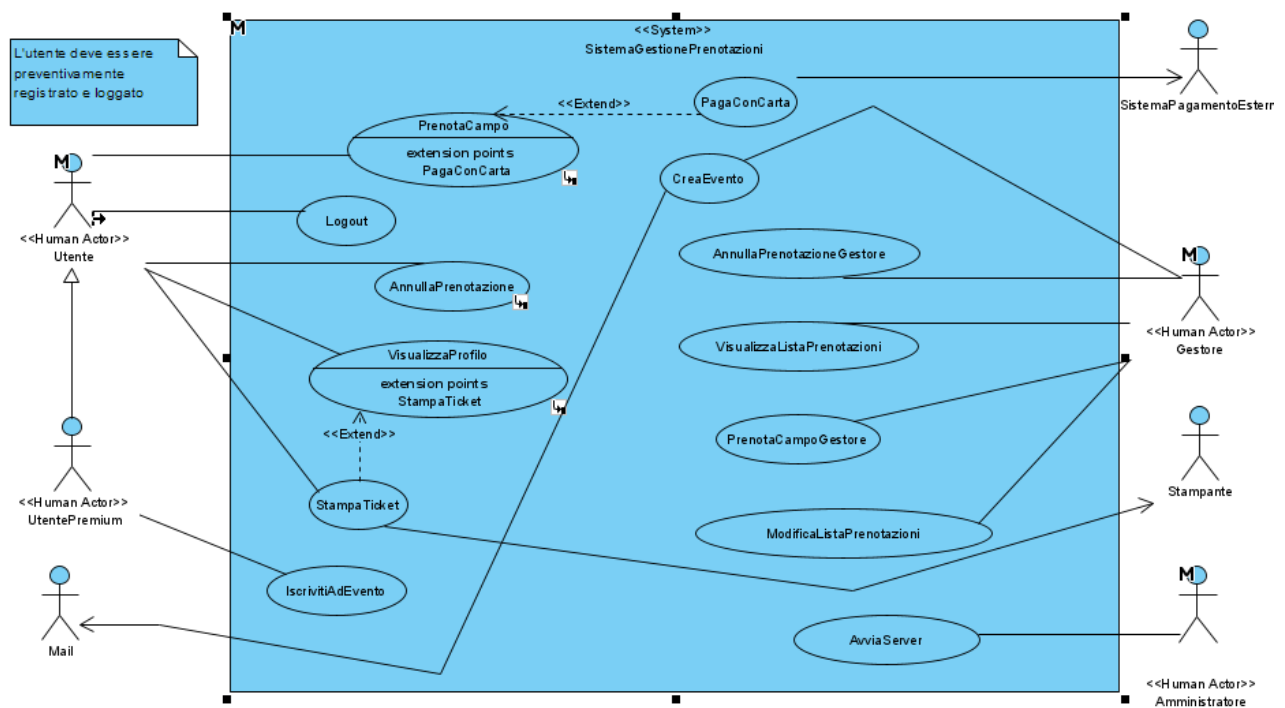 M
<<System>>
SistemaGestionePrenotazioni
L'utente deve essere
preventivamente
registrato e loggato
PagaConCarta
SistemaPagamentoEstern
<<Extend>>
PrenotaCampo
extension points
PagaConCarta
M
<<Human Actor>>
Utente
CreaEvento
Logout
AnnullaPrenotazioneGestore
M
<<Human Actor>>
Gestore
AnnullaPrenotazione
VisualizzaListaPrenotazioni
VisualizzaProfilo
extension points
StampaTicket
<<Extend>>
PrenotaCampoGestore
<<Human Actor>>
UtentePremium
Stampante
StampaTicket
ModificaListaPrenotazioni
IscrivitiAdEvento
M
Mail
AvviaServer
<<Human Actor>>
Amministratore